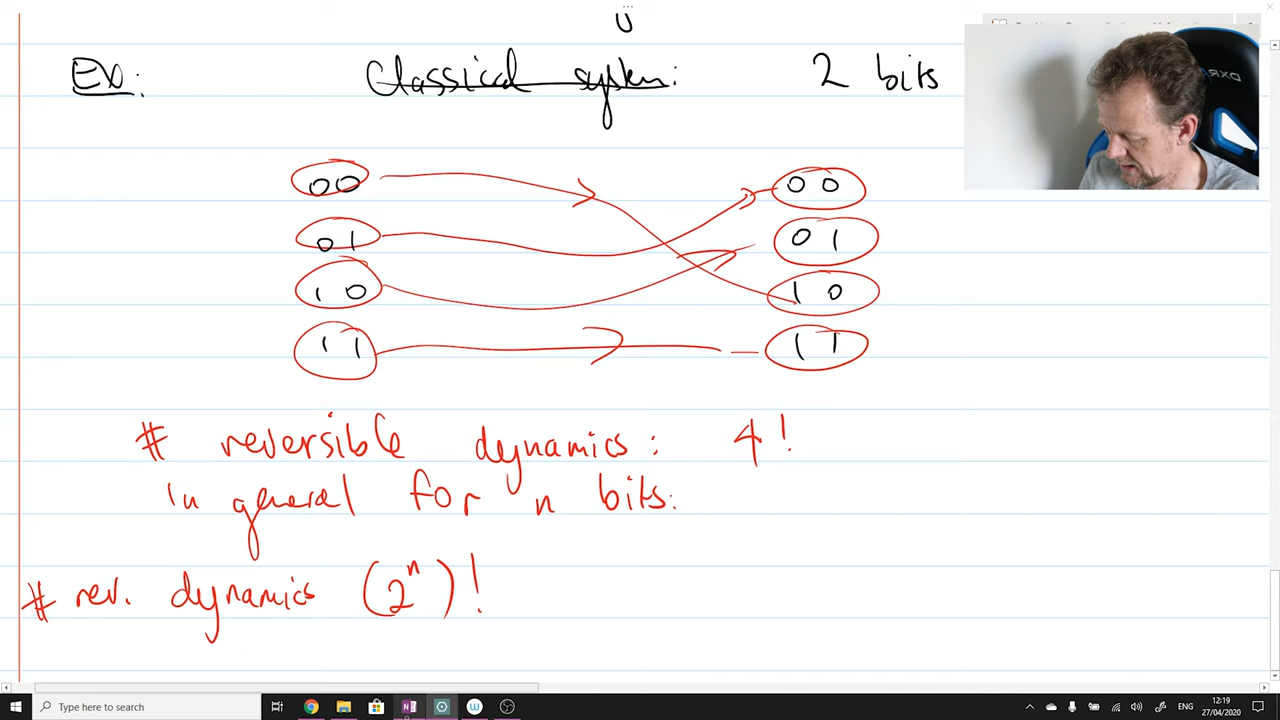 Ex: Classical system: 2 bits
00 00
01 01
10 10
11 11
# reversible dynamics: 4!
in general for n bits:
# rev. dynamics (2^n)!
Type here to search
ENG
12:19
27/04/2020